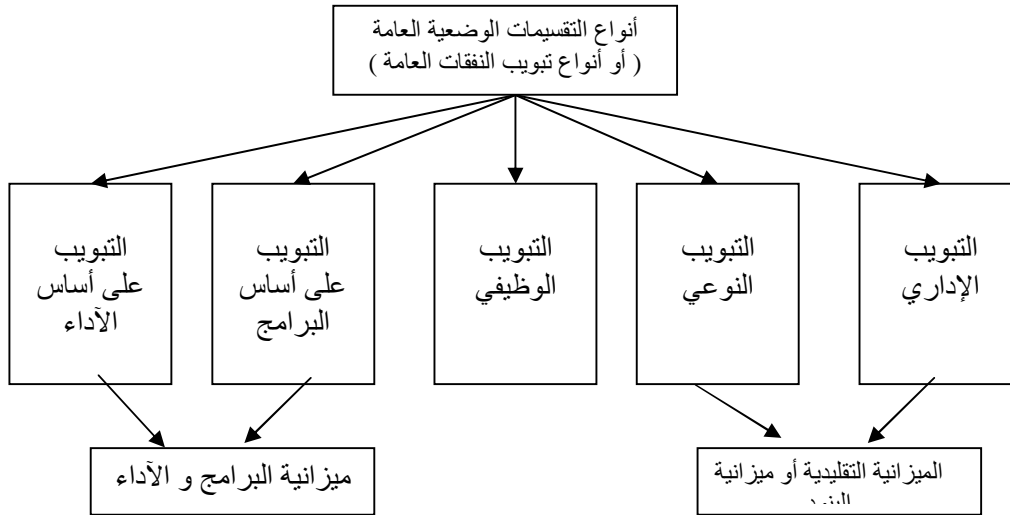 أنواع التقسيمات الوضعية العامة
( أو أنواع تبويب النفقات العامة )
التبويب
الإداري
التبويب
النوعي
التبويب
الوظيفي
التبويب
على أساس
البرامج
التبويب
على أساس
الآداء
الميزانية التقليدية أو ميزانية
ميزانية البرامج و الآداء